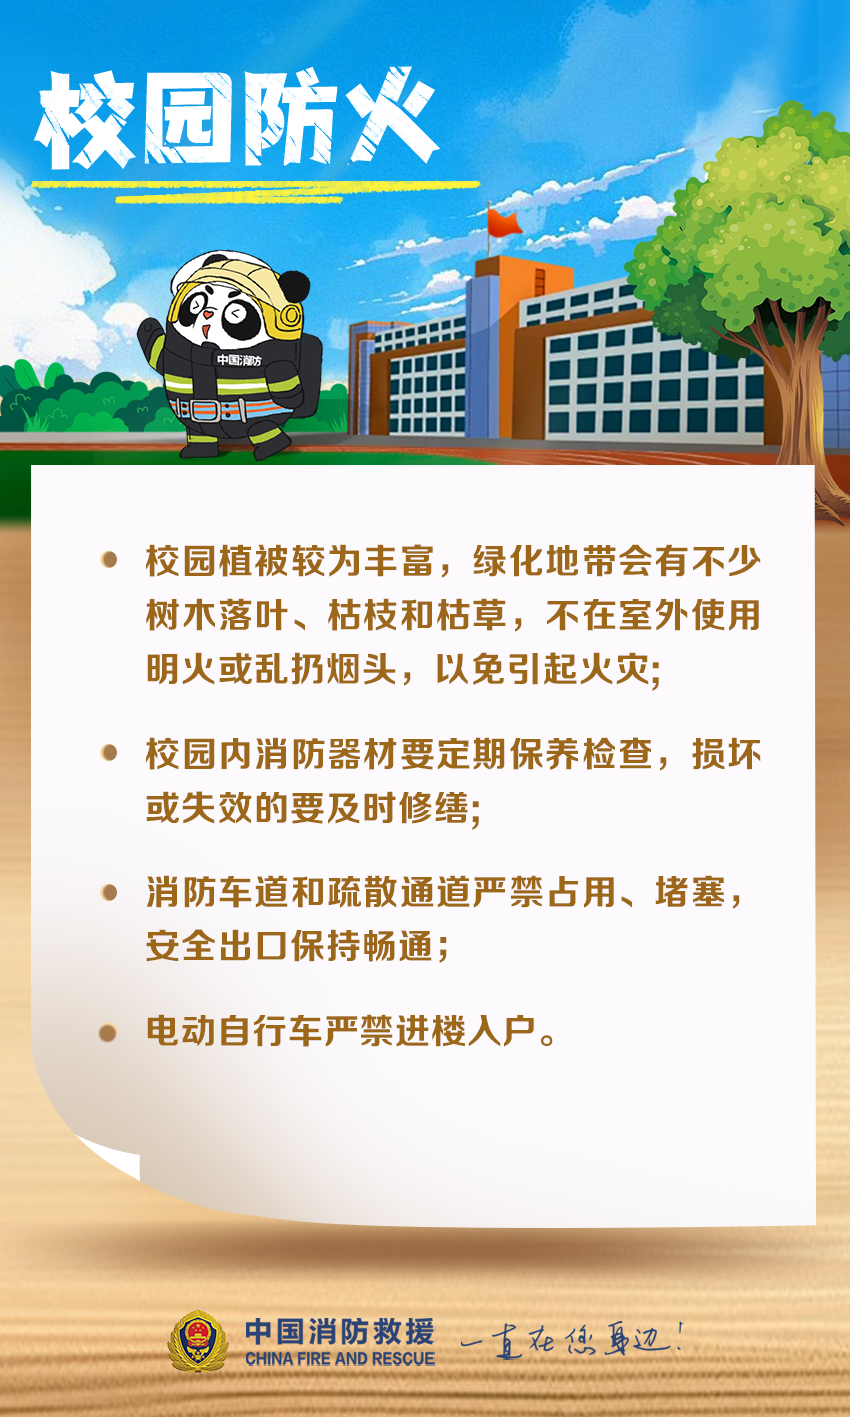 校园防火
中国消防
校园植被较为丰富，绿化地带会有不少
树木落叶、枯枝和枯草，不在室外使用
明火或乱扔烟头，以免引起火灾;
校园内消防器材要定期保养检查，损坏
或失效的要及时修缮;
消防车道和疏散通道严禁占用、堵塞，
安全出口保持畅通；
电动自行车严禁进楼入户。
中国消防救援
CHINA FIRE AND RESCUE
一直在您身边！